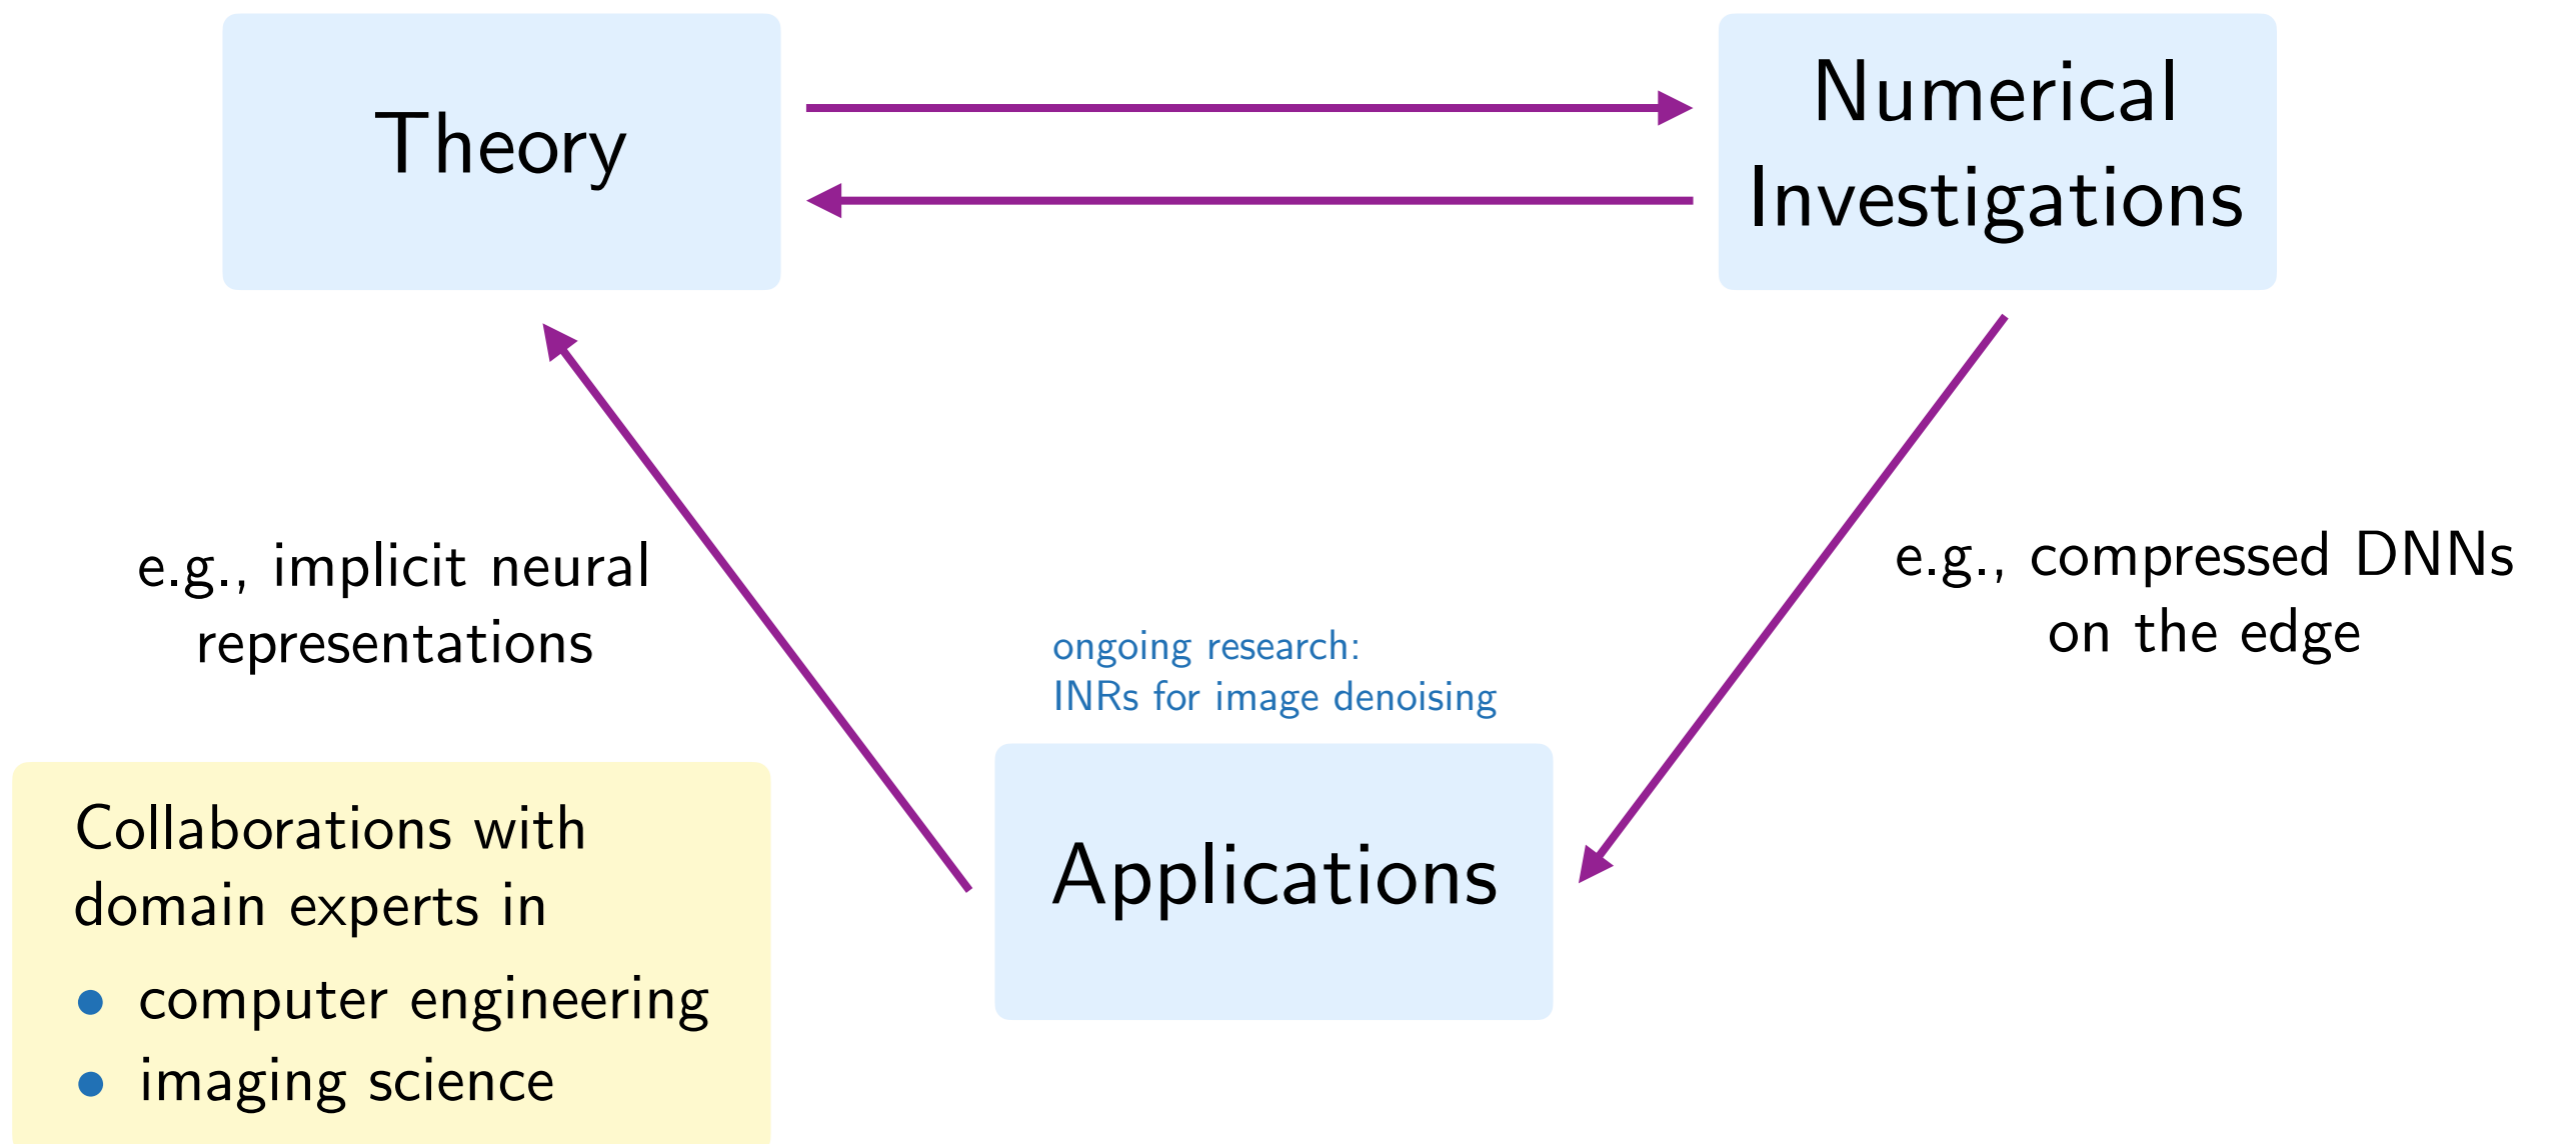 Theory
Numerical
Investigations
e.g., implicit neural
representations
e.g., compressed DNNs
on the edge
ongoing research:
INRs for image denoising
Applications
Collaborations with
domain experts in
• computer engineering
• imaging science